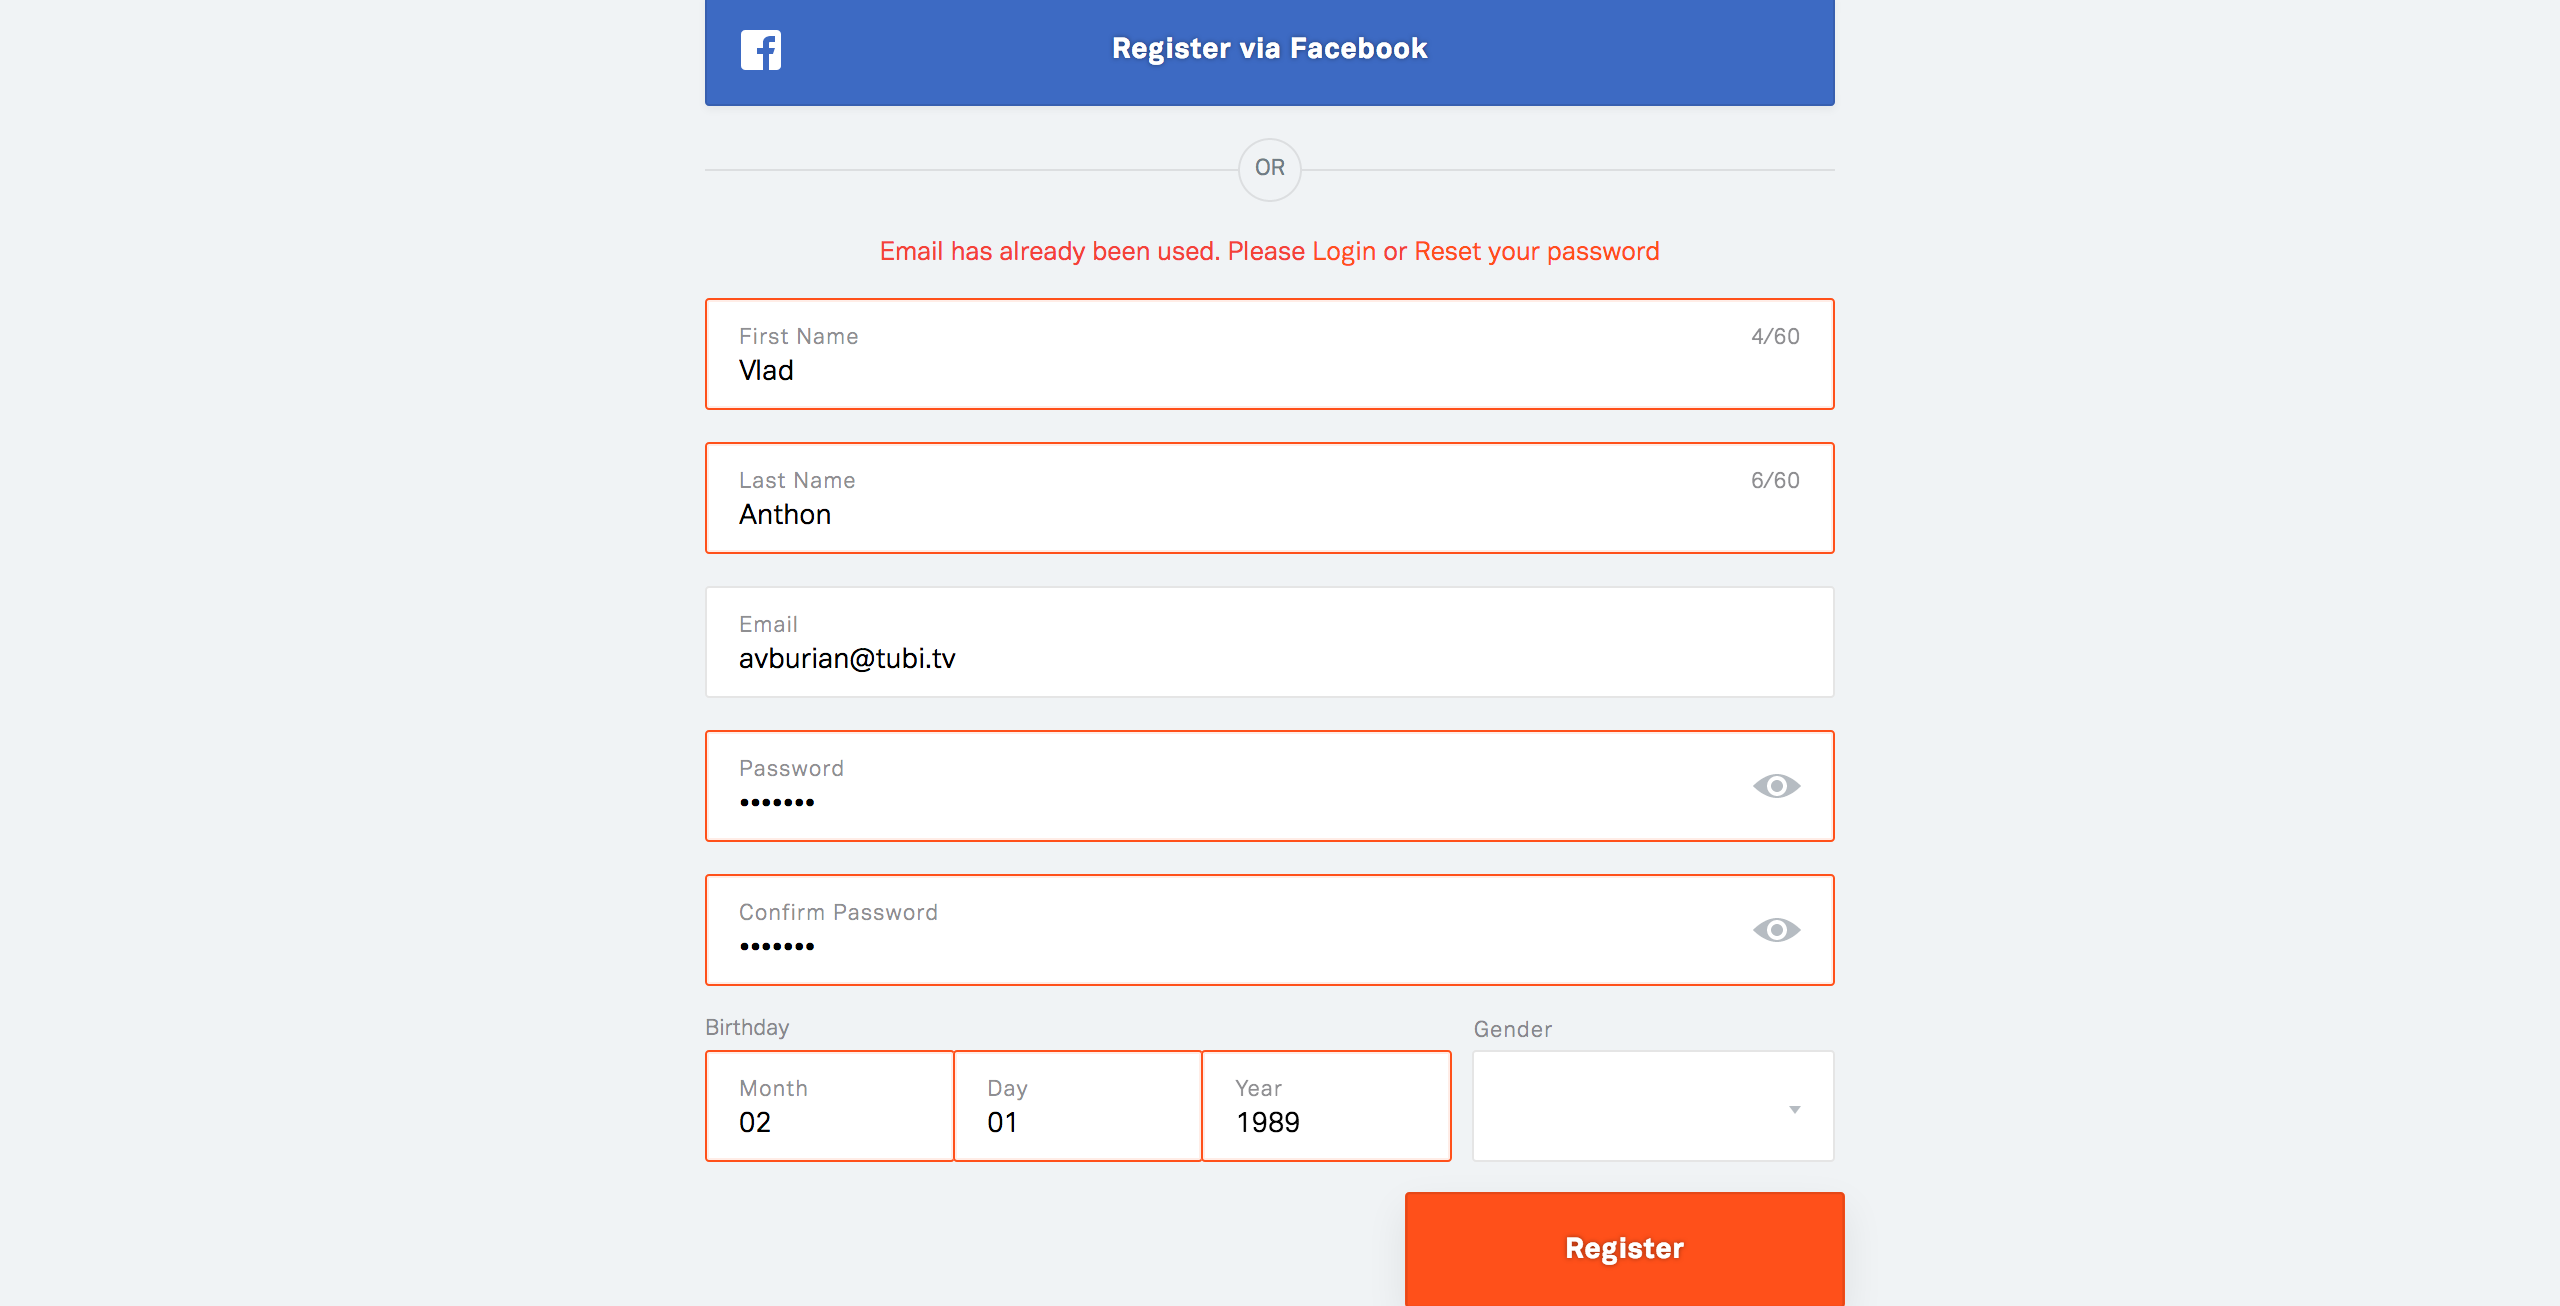 Register via Facebook
OR
Email has already been used. Please Login or Reset your password
First Name
4/60
Vlad
Last Name
6/60
Anthon
Email
avburian@tubi.tv
Password
•••••••
Confirm Password
•••••••
Birthday
Gender
Month
Day
Year
02
01
1989
Register